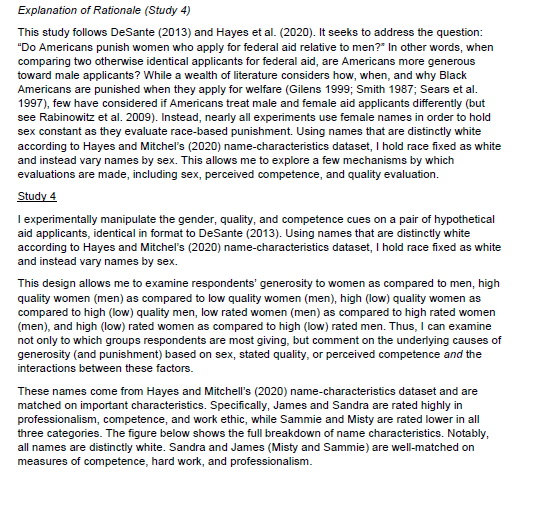 Explanation of Rationale (Study 4)
This study follows DeSante (2013) and Hayes et al. (2020). It seeks to address the question:
"Do Americans punish women who apply for federal aid relative to men?" In other words, when
comparing two otherwise identical applicants for federal aid, are Americans more generous
toward male applicants? While a wealth of literature considers how, when, and why Black
Americans are punished when they apply for welfare (Gilens 1999; Smith 1987; Sears et al.
1997), few have considered if Americans treat male and female aid applicants differently (but
see Rabinowitz et al. 2009). Instead, nearly all experiments use female names in order to hold
sex constant as they evaluate race-based punishment. Using names that are distinctly white
according to Hayes and Mitchel's (2020) name-characteristics dataset, I hold race fixed as white
and instead vary names by sex. This allows me to explore a few mechanisms by which
evaluations are made, including sex, perceived competence, and quality evaluation.
Study 4
I experimentally manipulate the gender, quality, and competence cues on a pair of hypothetical
aid applicants, identical in format to DeSante (2013). Using names that are distinctly white
according to Hayes and Mitchel's (2020) name-characteristics dataset, I hold race fixed as white
and instead vary names by sex.
This design allows me to examine respondents' generosity to women as compared to men, high
quality women (men) as compared to low quality women (men), high (low) quality women as
compared to high (low) quality men, low rated women (men) as compared to high rated women
(men), and high (low) rated women as compared to high (low) rated men. Thus, I can examine
not only to which groups respondents are most giving, but comment on the underlying causes of
generosity (and punishment) based on sex, stated quality, or perceived competence and the
interactions between these factors.
These names come from Hayes and Mitchell's (2020) name-characteristics dataset and are
matched on important characteristics. Specifically, James and Sandra are rated highly in
professionalism, competence, and work ethic, while Sammie and Misty are rated lower in all
three categories. The figure below shows the full breakdown of name characteristics. Notably,
all names are distinctly white. Sandra and James (Misty and Sammie) are well-matched on
measures of competence, hard work, and professionalism.